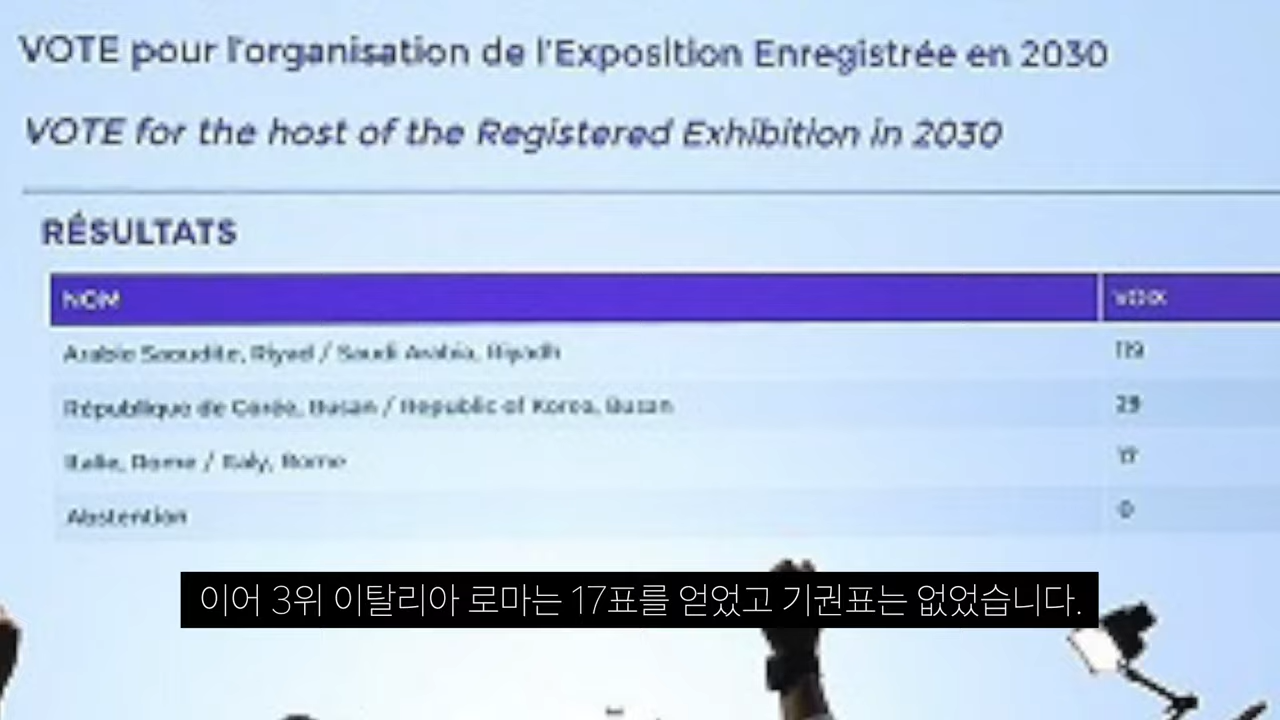 VOTE pour l'organisation de l'Exposition Enregistrée en 2030
VOTE for the host of the Registered Exhibition in 2030
RÉSULTATS
NOM VOIX
Arabie Saoudite, Riyad / Saudi Arabia, Riyadh 119
République de Corée, Busan / Republic of Korea, Busan 29
Italie, Rome / Italy, Rome 17
Abstention 0
이어 3위 이탈리아 로마는 17표를 얻었고 기권표는 없었습니다.